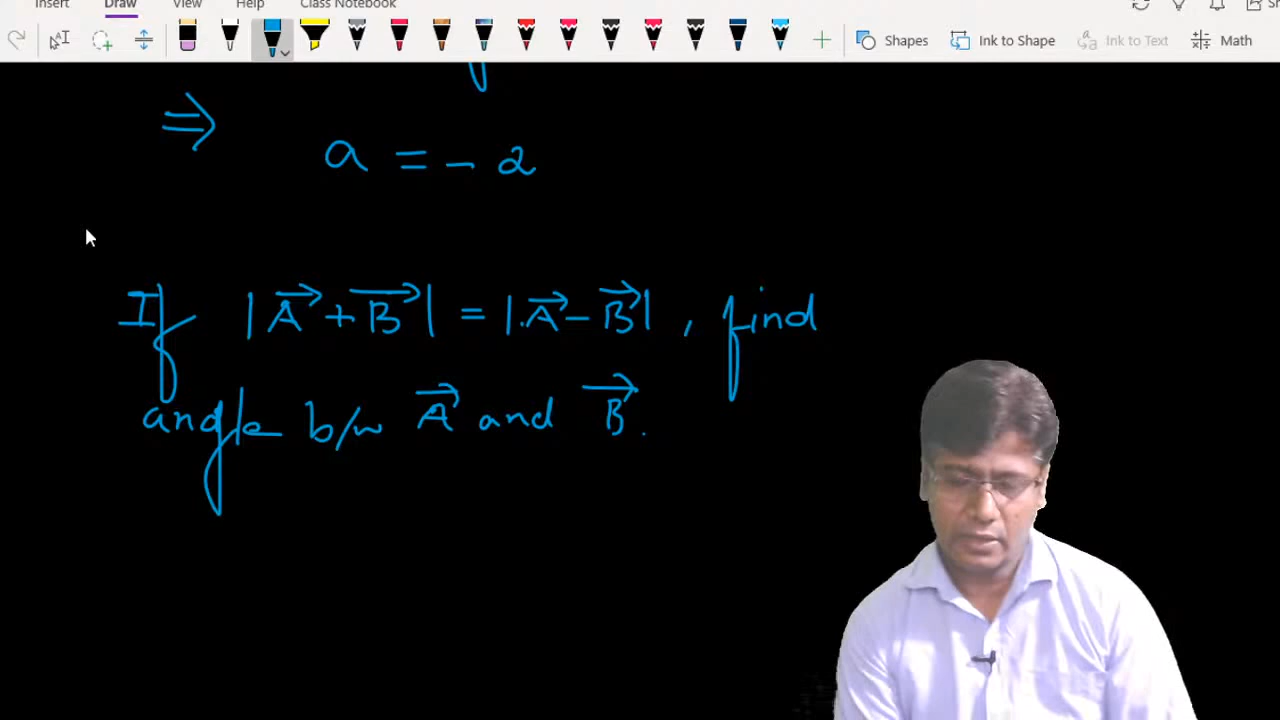 Insert Draw View Help Class Notebook
Shapes Ink to Shape Ink to Text Math
⇒
a = - 2
If |A⃗ + B⃗| = |.A⃗ - B⃗|, find
angle b/w A⃗ and B⃗.